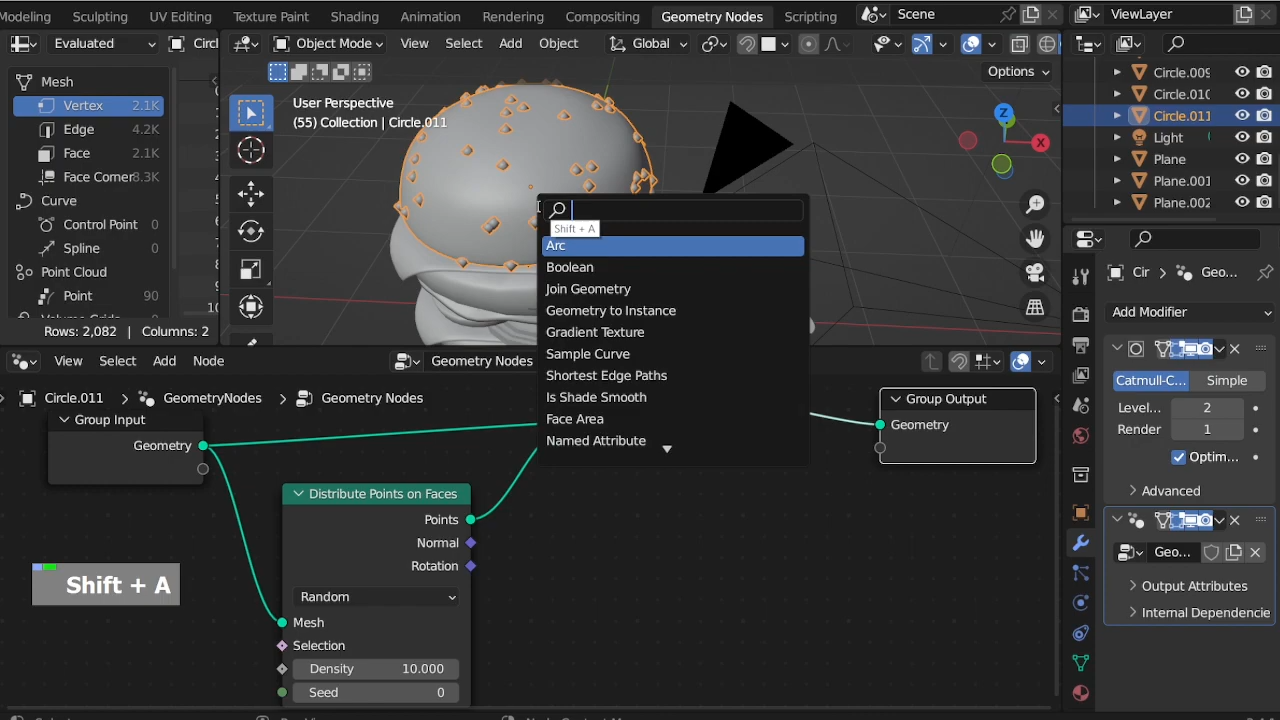 Modeling
Sculpting
UV Editing
Texture Paint
Shading
Animation
Rendering
Compositing
Geometry Nodes
Scripting
Scene
ViewLayer
Evaluated
Circl
Object Mode
View
Select
Add
Object
Global
Options
Mesh
Vertex 2.1K
Edge 4.2K
Face 2.1K
Face Corner 8.3K
Curve
Control Point 0
Spline 0
Point Cloud
Point 90
Rows: 2,082 | Columns: 2
User Perspective
(55) Collection | Circle.011
Z
X
Shift + A
Arc
Boolean
Join Geometry
Geometry to Instance
Gradient Texture
Sample Curve
Shortest Edge Paths
Is Shade Smooth
Face Area
Named Attribute
Circle.009
Circle.010
Circle.011
Light
Plane
Plane.001
Plane.002
Cir > Geo...
Add Modifier
Catmull-C...
Simple
Level... 2
Render 1
Optim...
Advanced
Geo...
Output Attributes
Internal Dependencie
View
Select
Add
Node
Geometry Nodes
Circle.011 > GeometryNodes > Geometry Nodes
Group Input
Geometry
Distribute Points on Faces
Points
Normal
Rotation
Random
Mesh
Selection
Density 10.000
Seed 0
Group Output
Geometry
Shift + A